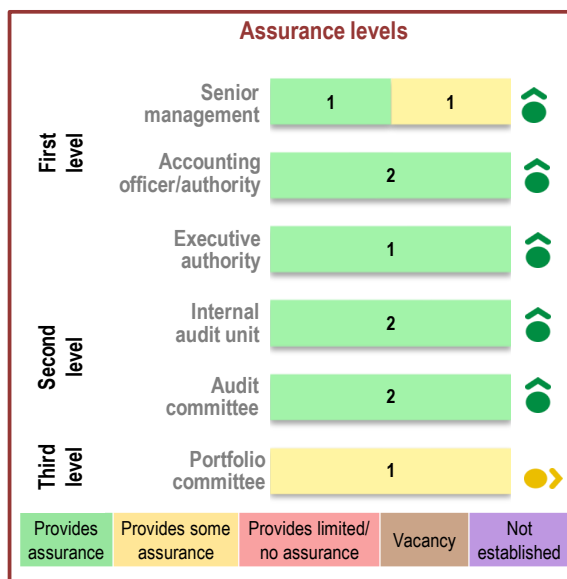 Assurance levels
First
level
Senior
management
1
1
Accounting
officer/authority
2
Executive
authority
1
Second
level
Internal
audit unit
2
Audit
committee
2
Third
level
Portfolio
committee
1
Provides
assurance
Provides some
assurance
Provides limited/
no assurance
Vacancy
Not
established